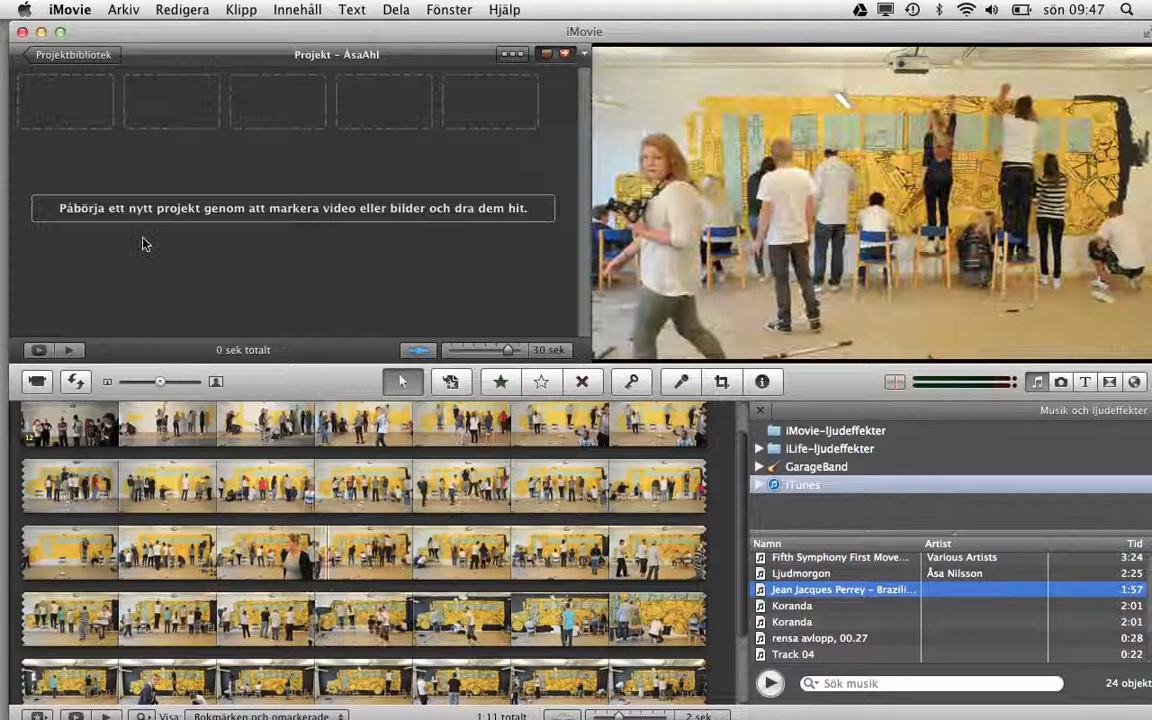 iMovie Arkiv Redigera Klipp Innehåll Text Dela Fönster Hjälp sön 09:47
iMovie
Projektbibliotek Projekt – ÅsaAhl
Påbörja ett nytt projekt genom att markera video eller bilder och dra dem hit.
0 sek totalt 30 sek
Musik och ljudeffekter
iMovie-ljudeffekter
iLife-ljudeffekter
GarageBand
iTunes
Namn Artist Tid
Fifth Symphony First Move... Various Artists 3:24
Ljudmorgon Åsa Nilsson 2:25
Jean Jacques Perrey – Brazili... 1:57
Koranda 2:01
Koranda 2:01
rensa avlopp, 00.27 0:28
Track 04 0:22
Sök musik 24 objekt
12
Visa: Bokmärken och omarkerade 1:11 totalt 2 sek